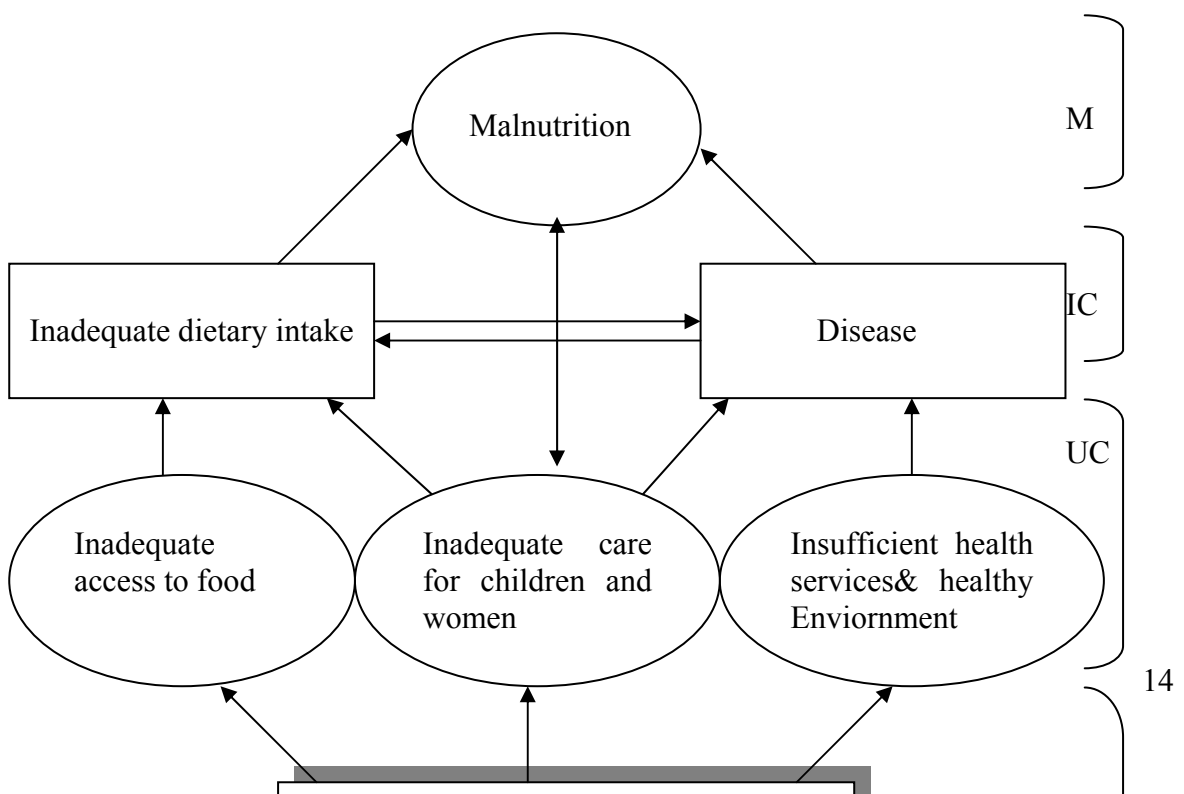 Malnutrition
M
IC
Inadequate dietary intake
Disease
UC
Inadequate
access to food
Inadequate care
for children and
women
Insufficient health
services& healthy
Enviornment
14